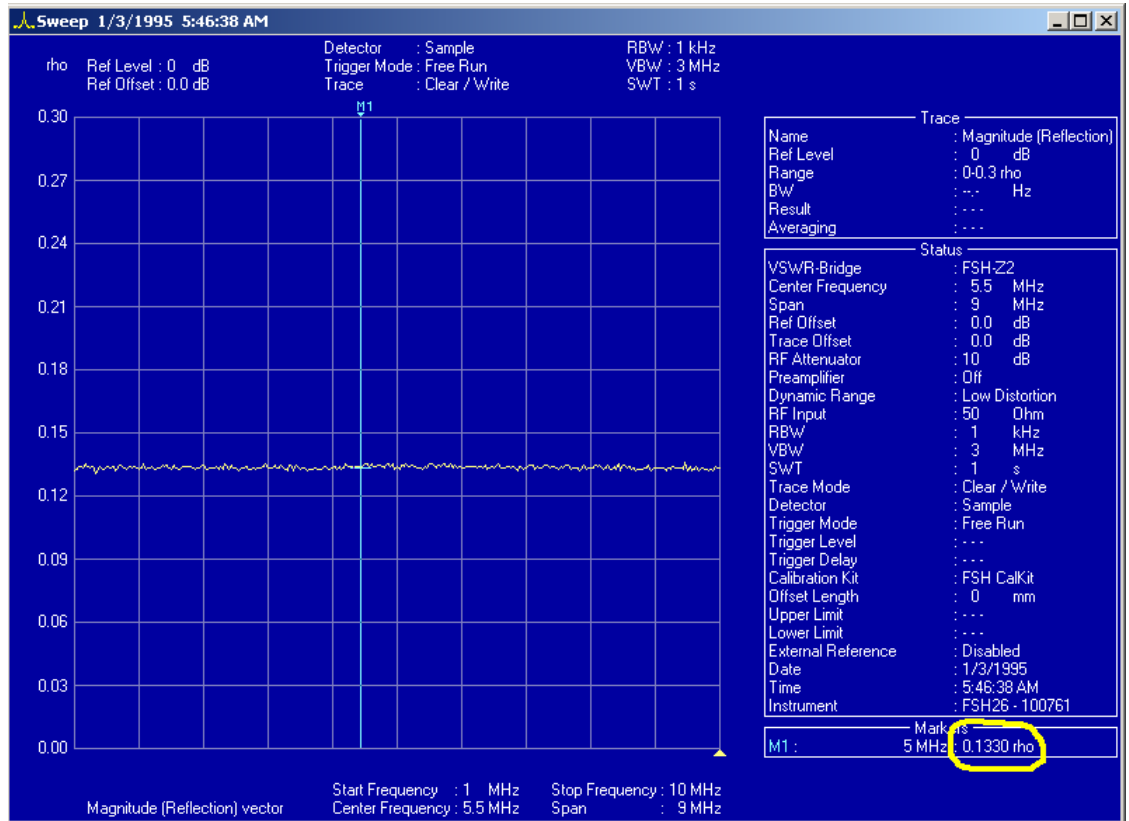 Sweep 1/3/1995 5:46:38 AM
rho Ref Level : 0 dB
Ref Offset : 0.0 dB
Detector : Sample
Trigger Mode : Free Run
Trace : Clear / Write
RBW : 1 kHz
VBW : 3 MHz
SWT : 1 s
M1
0.30
0.27
0.24
0.21
0.18
0.15
0.12
0.09
0.06
0.03
0.00
Trace
Name : Magnitude (Reflection)
Ref Level : 0 dB
Range : 0-0.3 rho
BW : --.- Hz
Result : ---
Averaging : ---
Status
VSWR-Bridge : FSH-Z2
Center Frequency : 5.5 MHz
Span : 9 MHz
Ref Offset : 0.0 dB
Trace Offset : 0.0 dB
RF Attenuator : 10 dB
Preamplifier : Off
Dynamic Range : Low Distortion
RF Input : 50 Ohm
RBW : 1 kHz
VBW : 3 MHz
SWT : 1 s
Trace Mode : Clear / Write
Detector : Sample
Trigger Mode : Free Run
Trigger Level : ---
Trigger Delay : ---
Calibration Kit : FSH CalKit
Offset Length : 0 mm
Upper Limit : ---
Lower Limit : ---
External Reference : Disabled
Date : 1/3/1995
Time : 5:46:38 AM
Instrument : FSH26 - 100761
Markers
M1 : 5 MHz : 0.1330 rho
Magnitude (Reflection) vector
Start Frequency : 1 MHz Stop Frequency : 10 MHz
Center Frequency : 5.5 MHz Span : 9 MHz